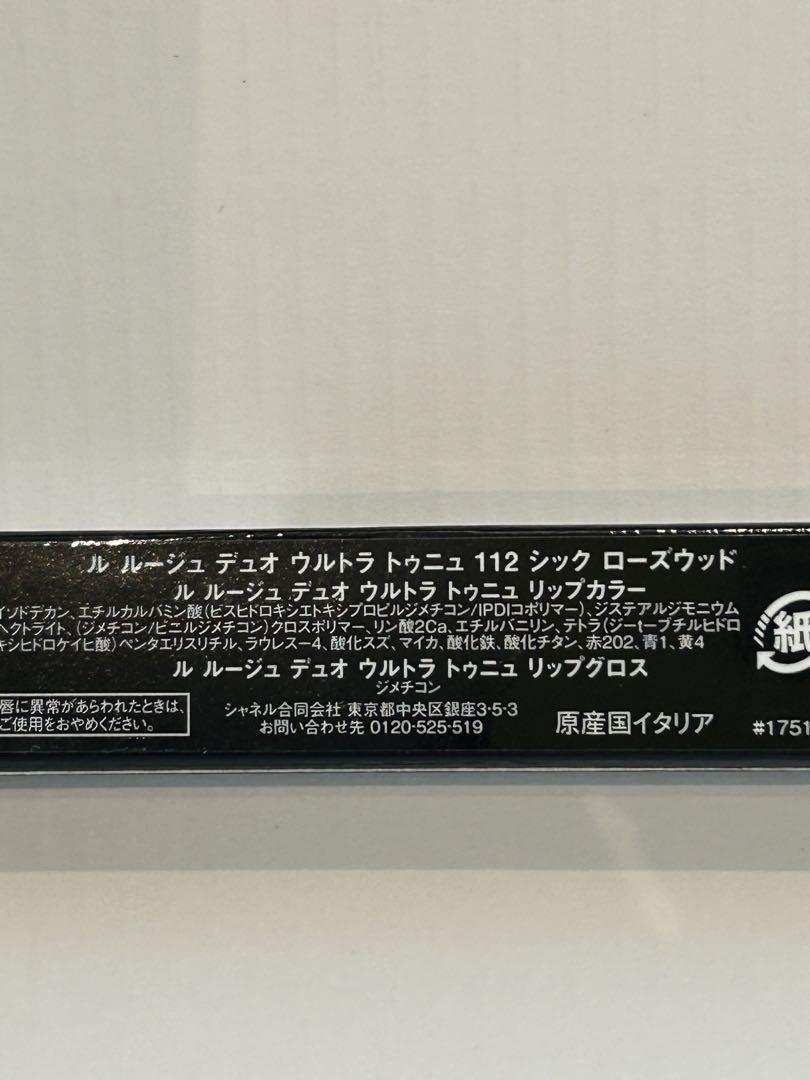 ル ルージュ デュオ ウルトラ トゥニュ 112 シック ローズウッド
ル ルージュ デュオ ウルトラ トゥニュ リップカラー
イソドデカン、エチルカルバミン酸(ビスヒドロキシエトキシプロピルジメチコン/IPDIコポリマー)、ジステアルジモニウム
ヘクトライト、(ジメチコン/ビニルジメチコン)クロスポリマー、リン酸2Ca、エチルバニリン、テトラ(ジ-t-ブチルヒドロ
キシヒドロケイヒ酸)ペンタエリスリチル、ラウレス-4、酸化スズ、マイカ、酸化鉄、酸化チタン、赤202、青1、黄4
ル ルージュ デュオ ウルトラ トゥニュ リップグロス
ジメチコン
唇に異常があらわれたときは、
ご使用をおやめください。
シャネル合同会社 東京都中央区銀座3-5-3
お問い合わせ先 0120-525-519
原産国イタリア
#1751
紙